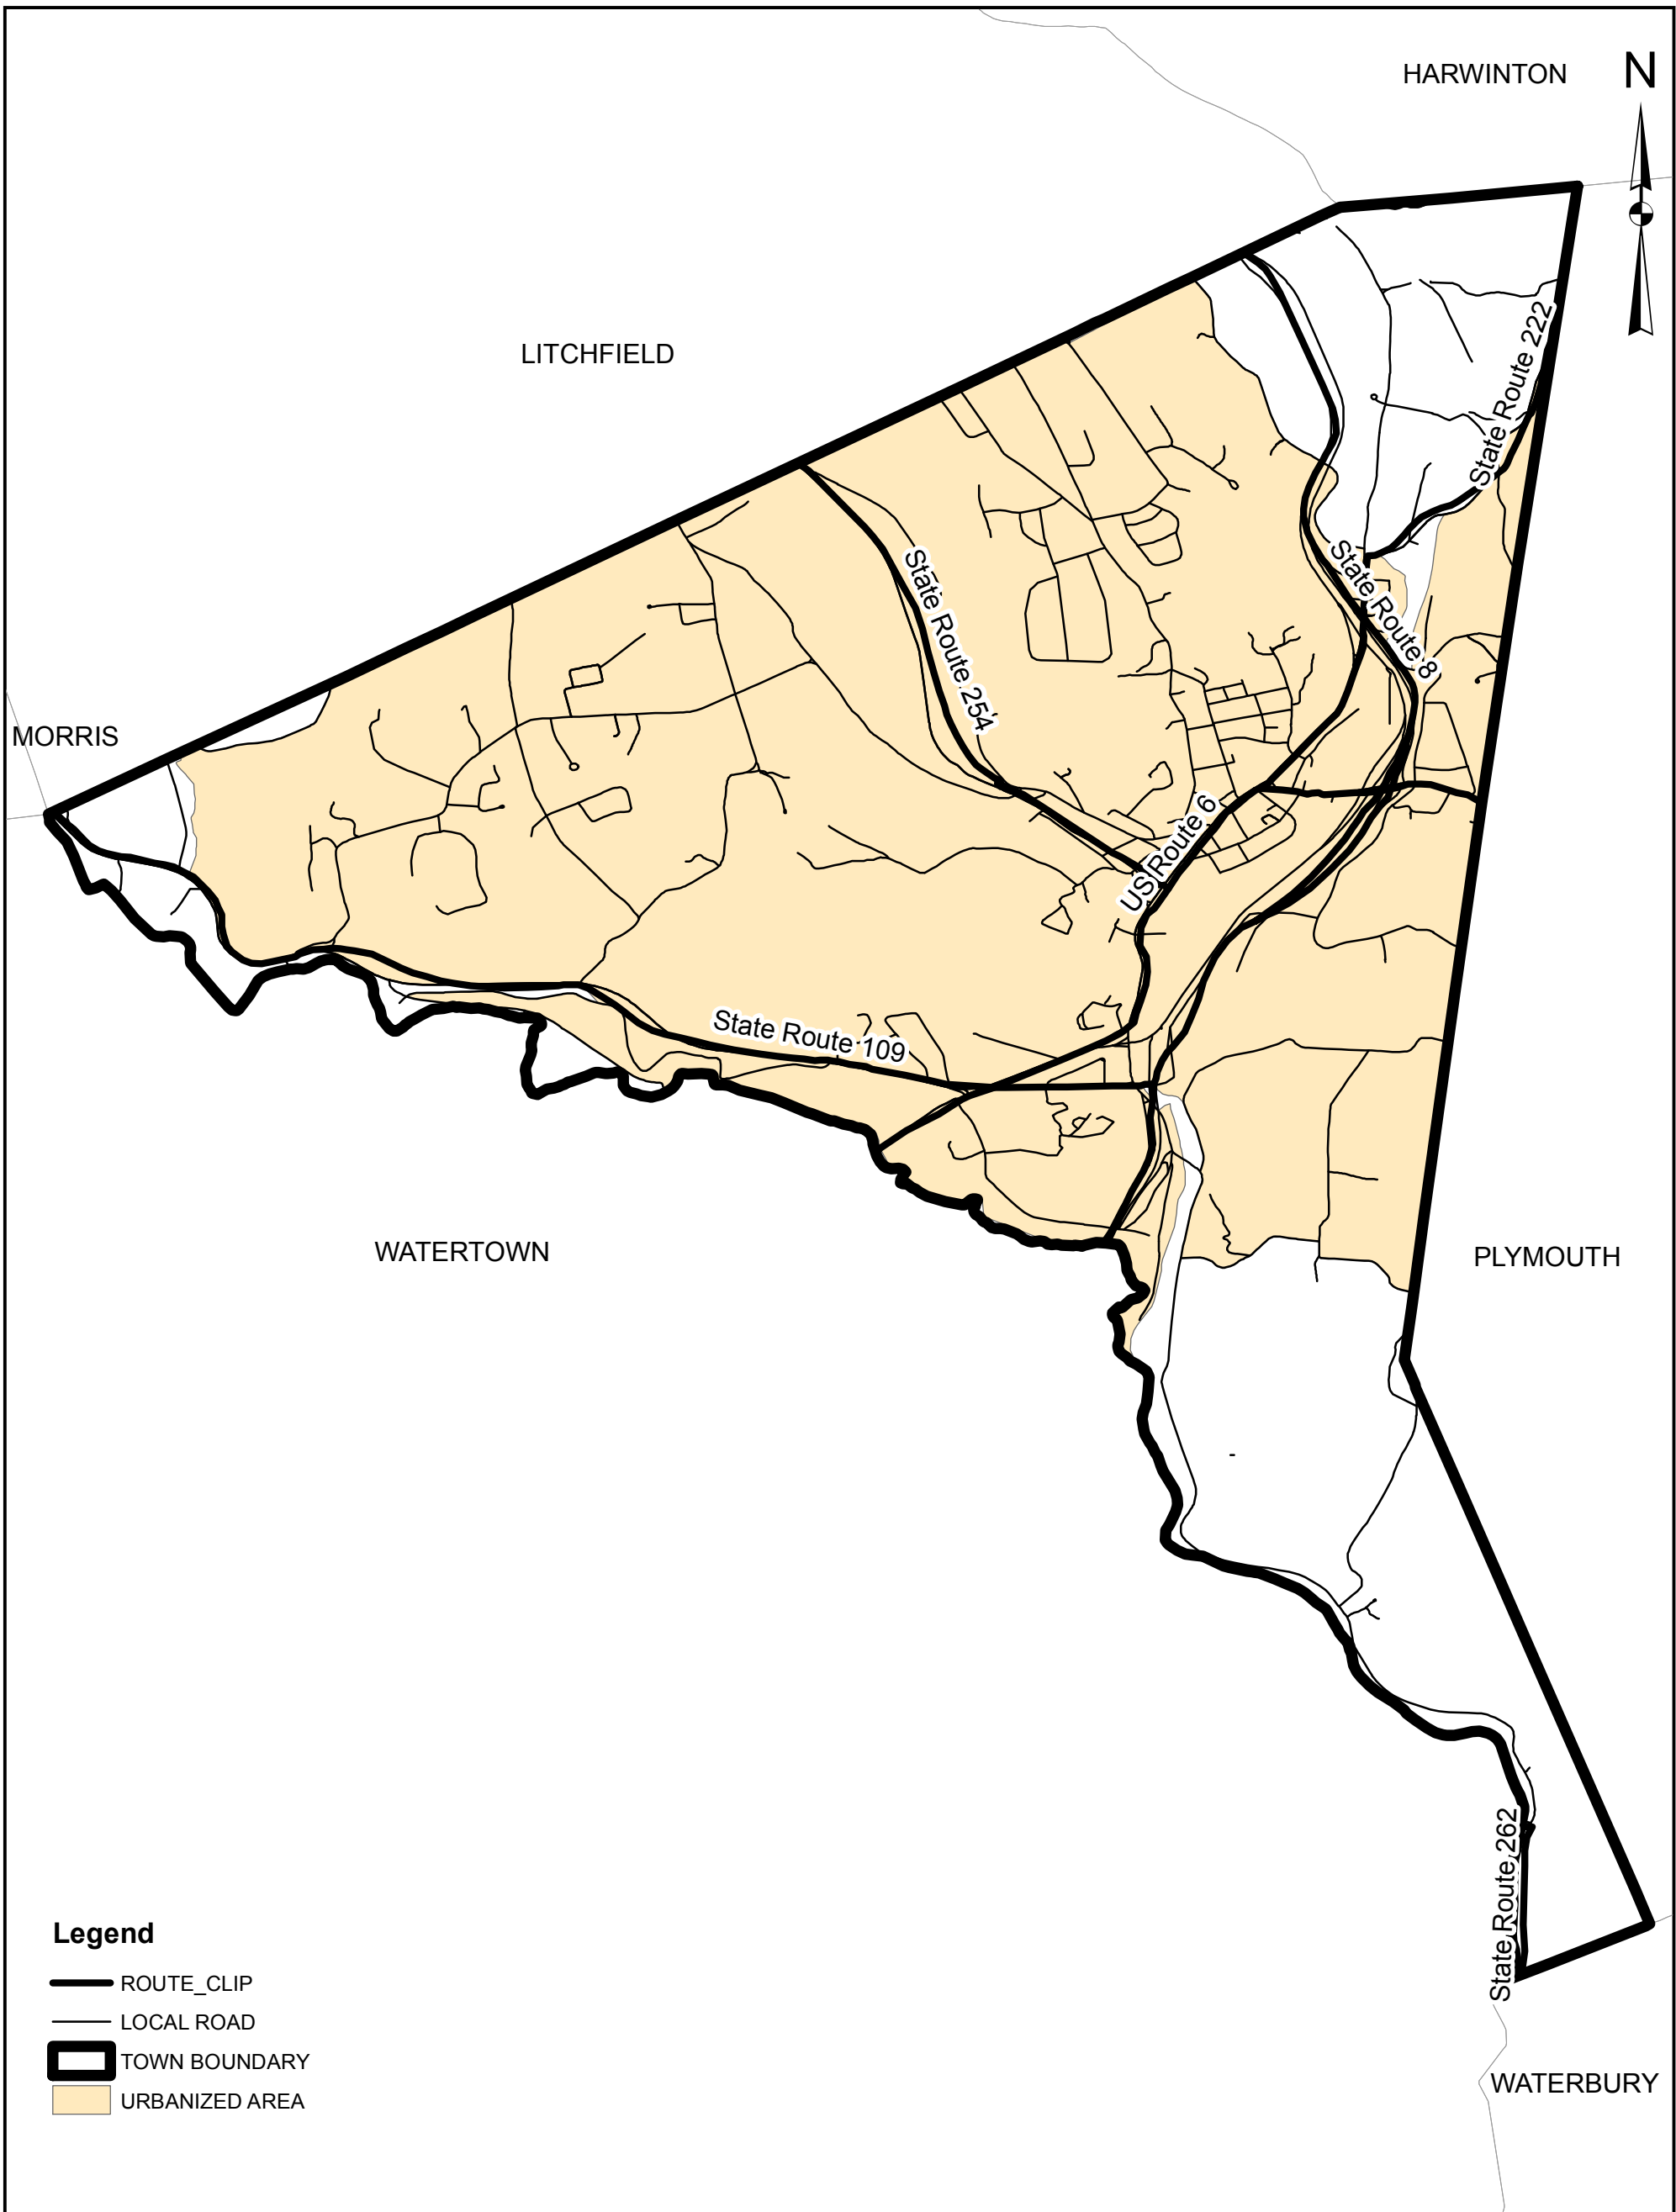 HARWINTON
N
LITCHFIELD
State Route 222
State Route 8
State Route 254
MORRIS
US Route 6
State Route 109
WATERTOWN
PLYMOUTH
State Route 262
Legend
ROUTE_CLIP
LOCAL ROAD
TOWN BOUNDARY
URBANIZED AREA
WATERBURY